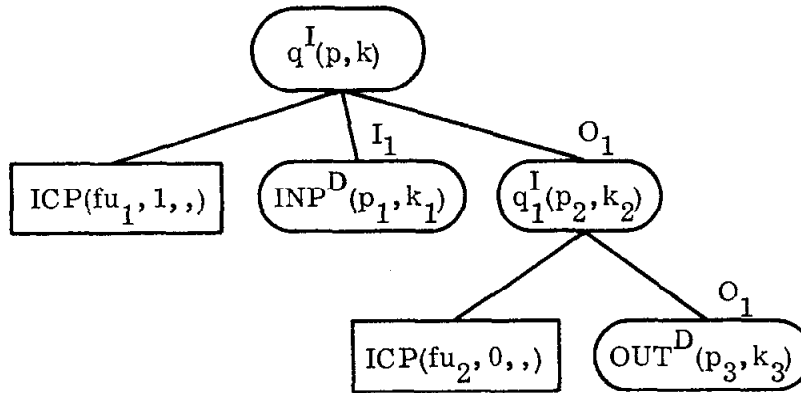 q^I(p, k)
I_1
O_1
ICP(fu_1, 1, ,)
INP^D(p_1, k_1)
q_1^I(p_2, k_2)
O_1
ICP(fu_2, 0, ,)
OUT^D(p_3, k_3)